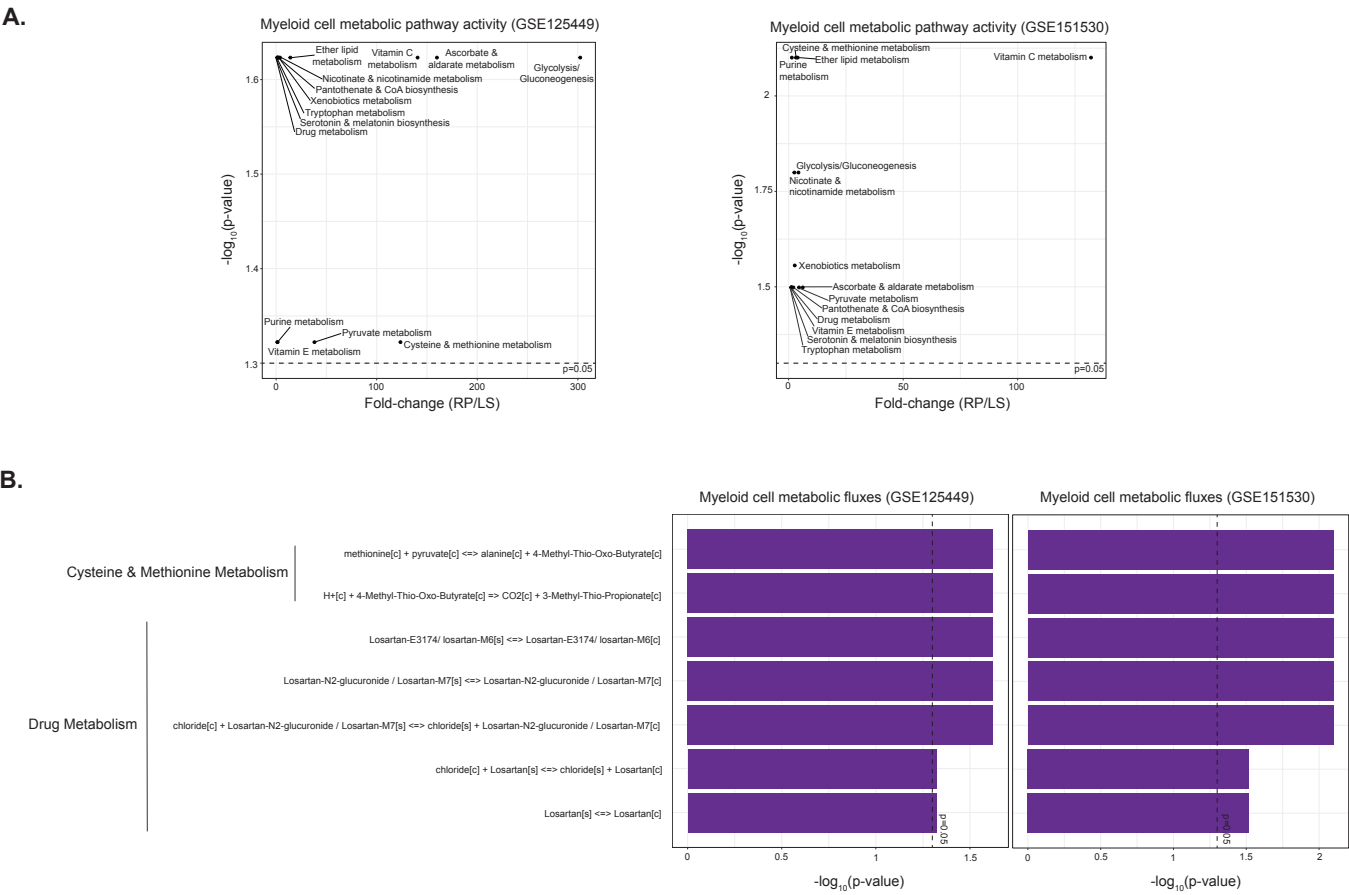 A.
Myeloid cell metabolic pathway activity (GSE125449)
-log10(p-value)
1.6
1.5
1.4
1.3
Ether lipid
metabolism
Vitamin C
metabolism
Ascorbate &
aldarate metabolism
Glycolysis/
Gluconeogenesis
Nicotinate & nicotinamide metabolism
Pantothenate & CoA biosynthesis
Xenobiotics metabolism
Tryptophan metabolism
Serotonin & melatonin biosynthesis
Drug metabolism
Purine metabolism
Pyruvate metabolism
Vitamin E metabolism
Cysteine & methionine metabolism
p=0.05
0
100
200
300
Fold-change (RP/LS)
Myeloid cell metabolic pathway activity (GSE151530)
-log10(p-value)
2
1.75
1.5
Cysteine & methionine metabolism
Ether lipid metabolism
Purine
metabolism
Vitamin C metabolism
Glycolysis/Gluconeogenesis
Nicotinate &
nicotinamide metabolism
Xenobiotics metabolism
Ascorbate & aldarate metabolism
Pyruvate metabolism
Pantothenate & CoA biosynthesis
Drug metabolism
Vitamin E metabolism
Serotonin & melatonin biosynthesis
Tryptophan metabolism
p=0.05
0
50
100
Fold-change (RP/LS)
B.
Myeloid cell metabolic fluxes (GSE125449)
Myeloid cell metabolic fluxes (GSE151530)
Cysteine & Methionine Metabolism
methionine[c] + pyruvate[c] <=> alanine[c] + 4-Methyl-Thio-Oxo-Butyrate[c]
H+[c] + 4-Methyl-Thio-Oxo-Butyrate[c] => CO2[c] + 3-Methyl-Thio-Propionate[c]
Drug Metabolism
Losartan-E3174/ losartan-M6[s] <=> Losartan-E3174/ losartan-M6[c]
Losartan-N2-glucuronide / Losartan-M7[s] <=> Losartan-N2-glucuronide / Losartan-M7[c]
chloride[c] + Losartan-N2-glucuronide / Losartan-M7[s] <=> chloride[s] + Losartan-N2-glucuronide / Losartan-M7[c]
chloride[c] + Losartan[s] <=> chloride[s] + Losartan[c]
Losartan[s] <=> Losartan[c]
p=0.05
p=0.05
0
0.5
1
1.5
-log10(p-value)
0
0.5
1
1.5
2
-log10(p-value)